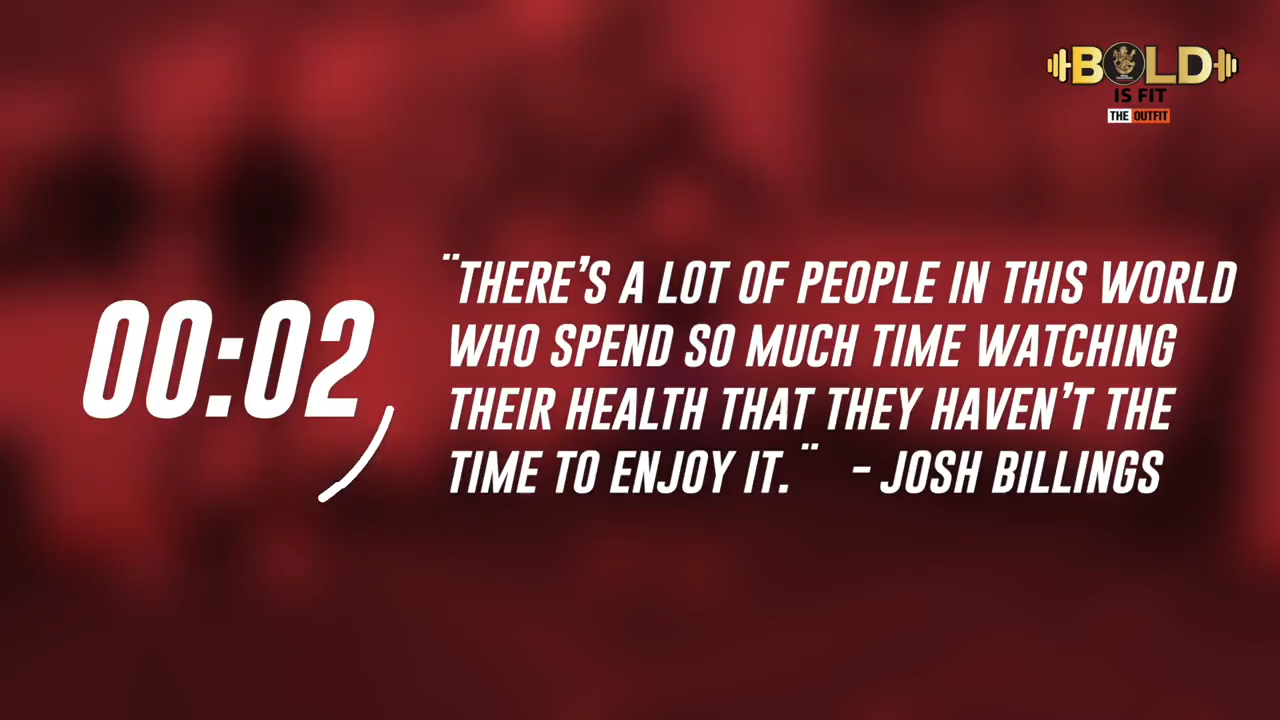 BOLD
IS FIT
THE OUTFIT
00:02
¨THERE'S A LOT OF PEOPLE IN THIS WORLD
WHO SPEND SO MUCH TIME WATCHING
THEIR HEALTH THAT THEY HAVEN'T THE
TIME TO ENJOY IT.¨ - JOSH BILLINGS